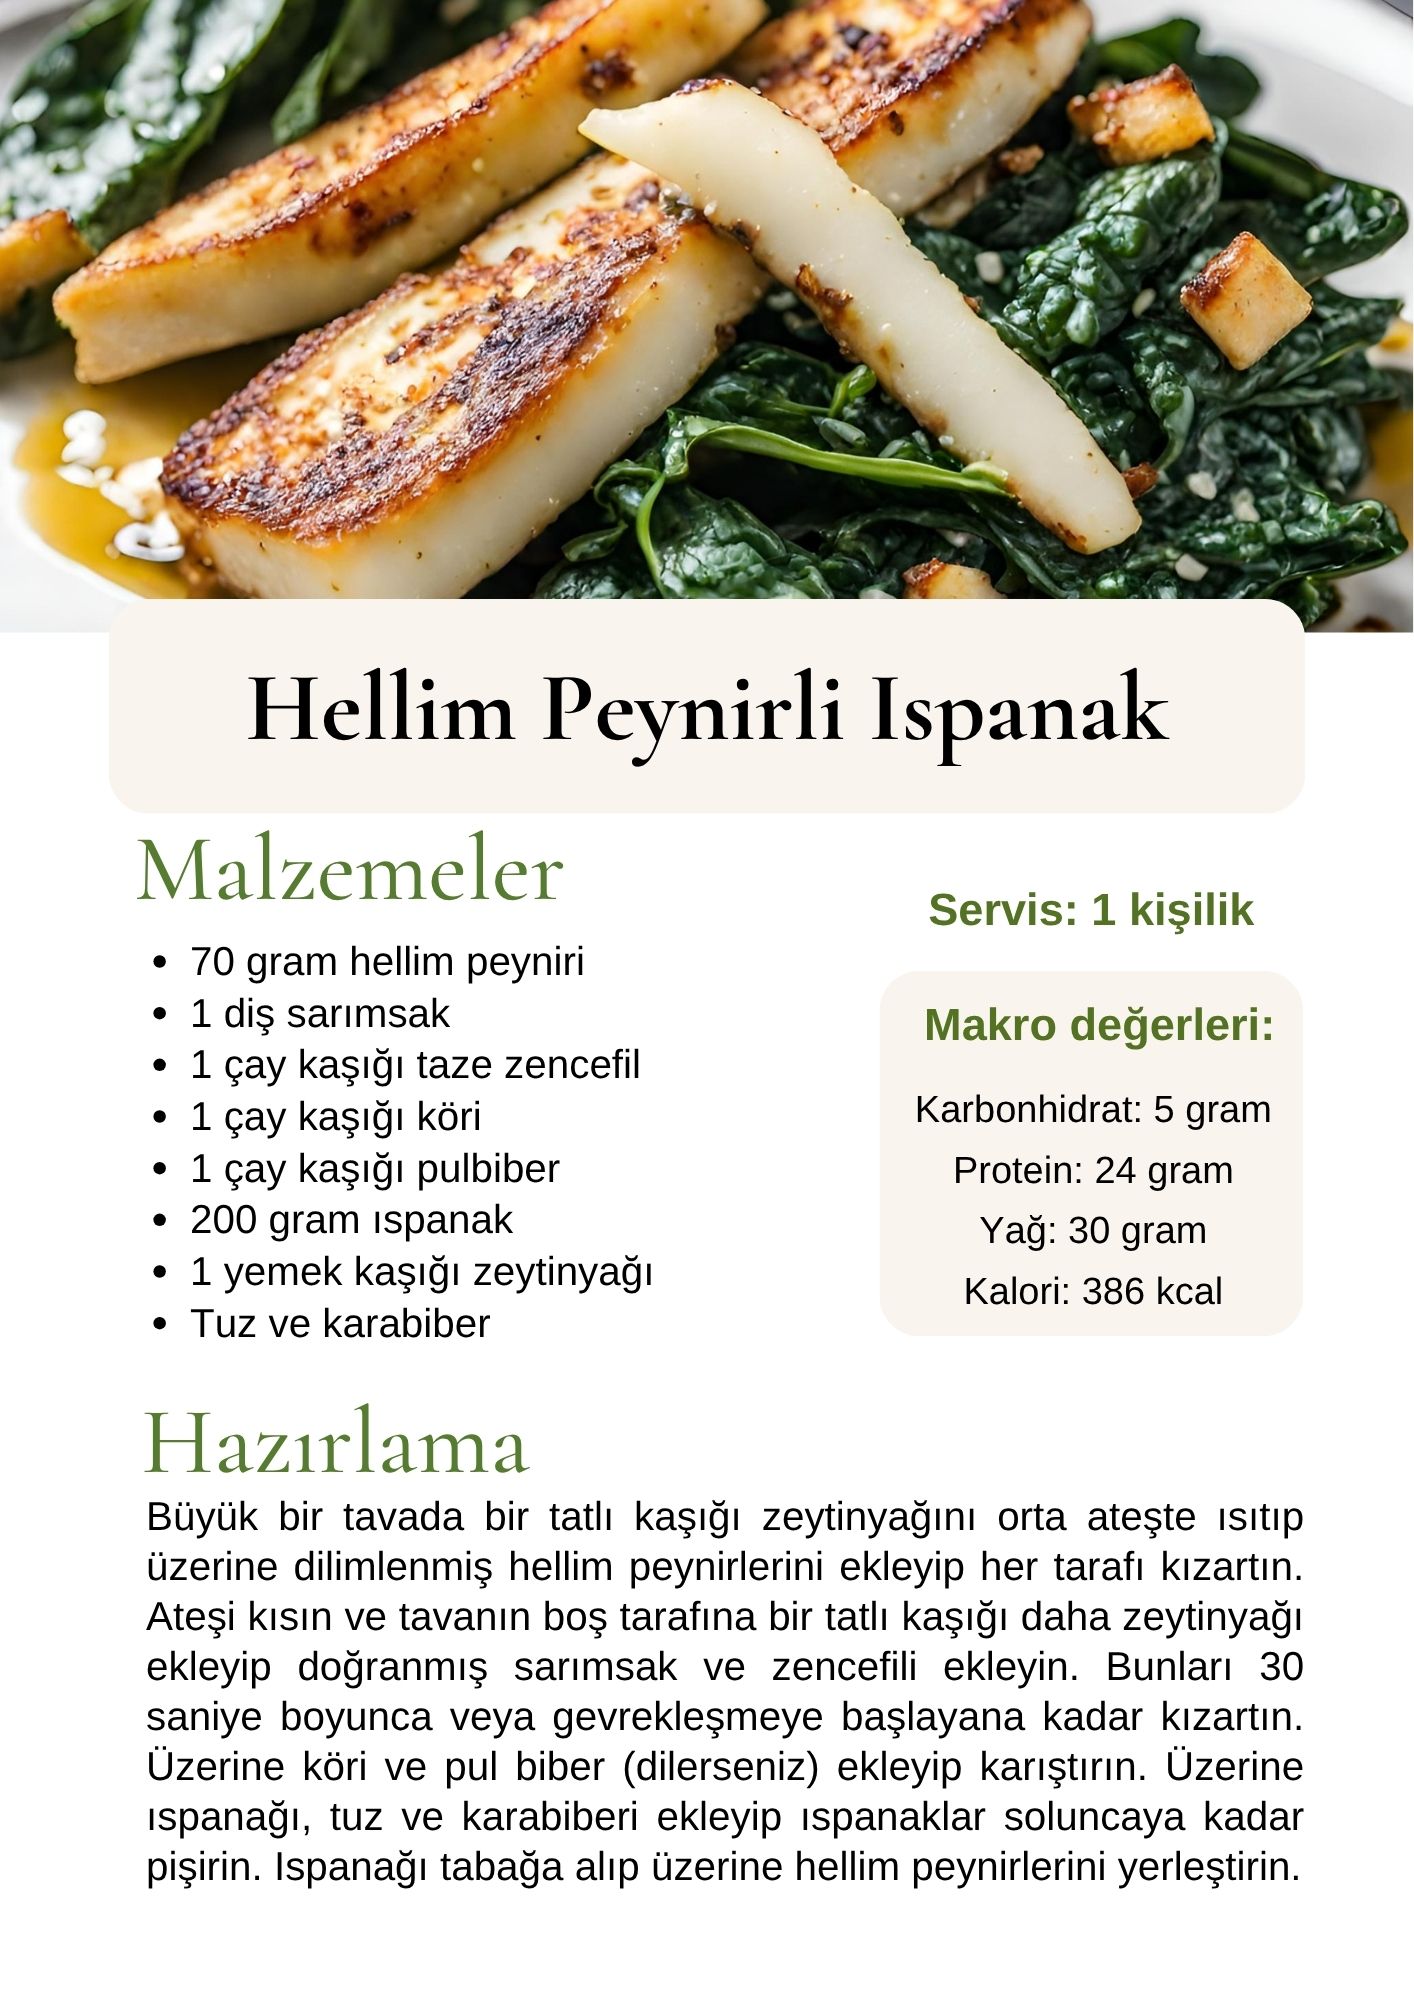 Hellim Peynirli Ispanak
Malzemeler
70 gram hellim peyniri
1 diş sarımsak
1 çay kaşığı taze zencefil
1 çay kaşığı köri
1 çay kaşığı pulbiber
200 gram ıspanak
1 yemek kaşığı zeytinyağı
Tuz ve karabiber
Servis: 1 kişilik
Makro değerleri:
Karbonhidrat: 5 gram
Protein: 24 gram
Yağ: 30 gram
Kalori: 386 kcal
Hazırlama
Büyük bir tavada bir tatlı kaşığı zeytinyağını orta ateşte ısıtıp
üzerine dilimlenmiş hellim peynirlerini ekleyip her tarafı kızartın.
Ateşi kısın ve tavanın boş tarafına bir tatlı kaşığı daha zeytinyağı
ekleyip doğranmış sarımsak ve zencefili ekleyin. Bunları 30
saniye boyunca veya gevrekleşmeye başlayana kadar kızartın.
Üzerine köri ve pul biber (dilerseniz) ekleyip karıştırın. Üzerine
ıspanağı, tuz ve karabiberi ekleyip ıspanaklar soluncaya kadar
pişirin. Ispanağı tabağa alıp üzerine hellim peynirlerini yerleştirin.